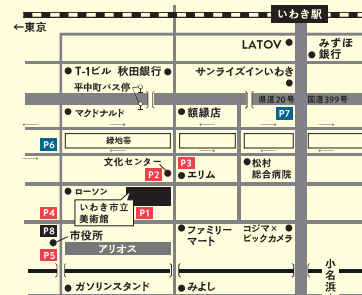 いわき駅
←東京
LATOV
みずほ
銀行
T-1ビル
秋田銀行
サンライズインいわき
平中町バス停
県道20号
国道399号
マクドナルド
額縁店
P7
P6
緑地帯
文化センター
P3
P2
エリム
松村
総合病院
ローソン
いわき市立
美術館
P4
P1
P8
市役所
ファミリー
マート
コジマ×
ビックカメラ
P5
アリオス
小名浜
ガソリンスタンド
みよし